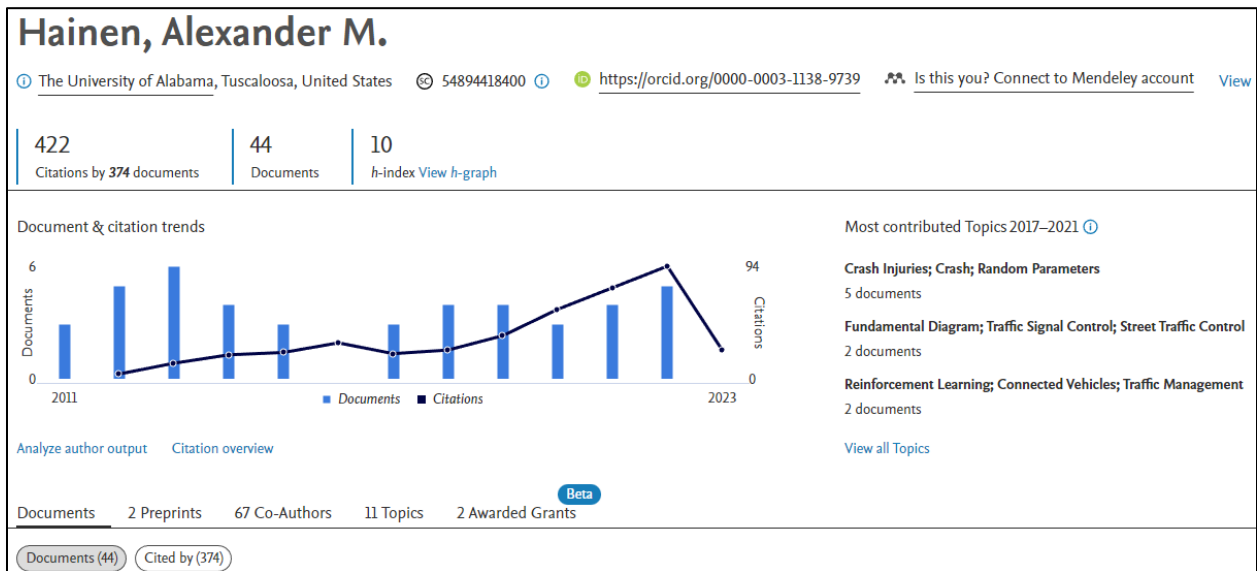 Hainen, Alexander M.
The University of Alabama, Tuscaloosa, United States SC 54894418400 iD https://orcid.org/0000-0003-1138-9739 Is this you? Connect to Mendeley account View
422 44 10
Citations by 374 documents Documents h-index View h-graph
Document & citation trends
6 94
Documents Citations
0 0
2011 2023
Documents Citations
Analyze author output Citation overview
Most contributed Topics 2017–2021
Crash Injuries; Crash; Random Parameters
5 documents
Fundamental Diagram; Traffic Signal Control; Street Traffic Control
2 documents
Reinforcement Learning; Connected Vehicles; Traffic Management
2 documents
View all Topics
Beta
Documents 2 Preprints 67 Co-Authors 11 Topics 2 Awarded Grants
Documents (44) Cited by (374)